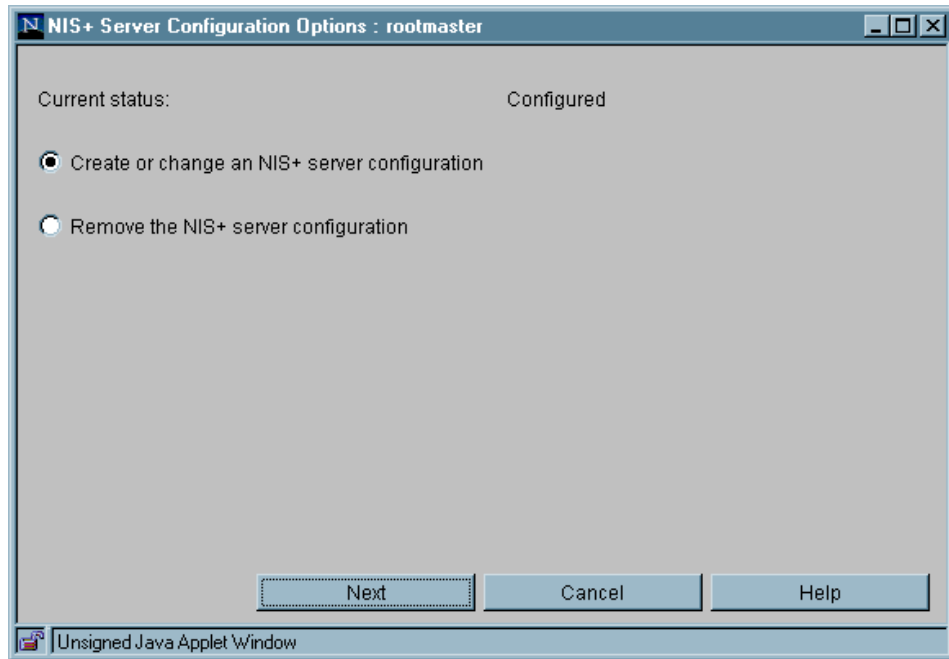 N NIS+ Server Configuration Options : rootmaster
Current status: Configured
Create or change an NIS+ server configuration
Remove the NIS+ server configuration
Next Cancel Help
Unsigned Java Applet Window